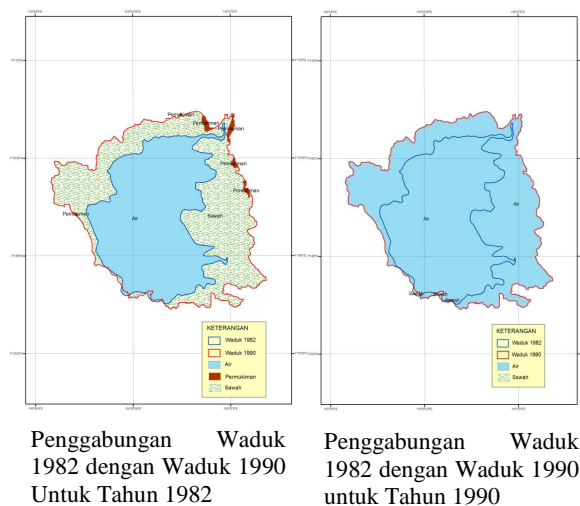 Pemukiman
Pemukiman
Pemukiman
Pemukiman
Pemukiman
Pemukiman
Air
Sawah
KETERANGAN
Waduk 1982
Waduk 1990
Air
Permukiman
Sawah
Penggabungan Waduk
1982 dengan Waduk 1990
Untuk Tahun 1982
Air
Air
Sawah
Sawah
Sawah
KETERANGAN
Waduk 1982
Waduk 1990
Air
Sawah
Penggabungan Waduk
1982 dengan Waduk 1990
untuk Tahun 1990